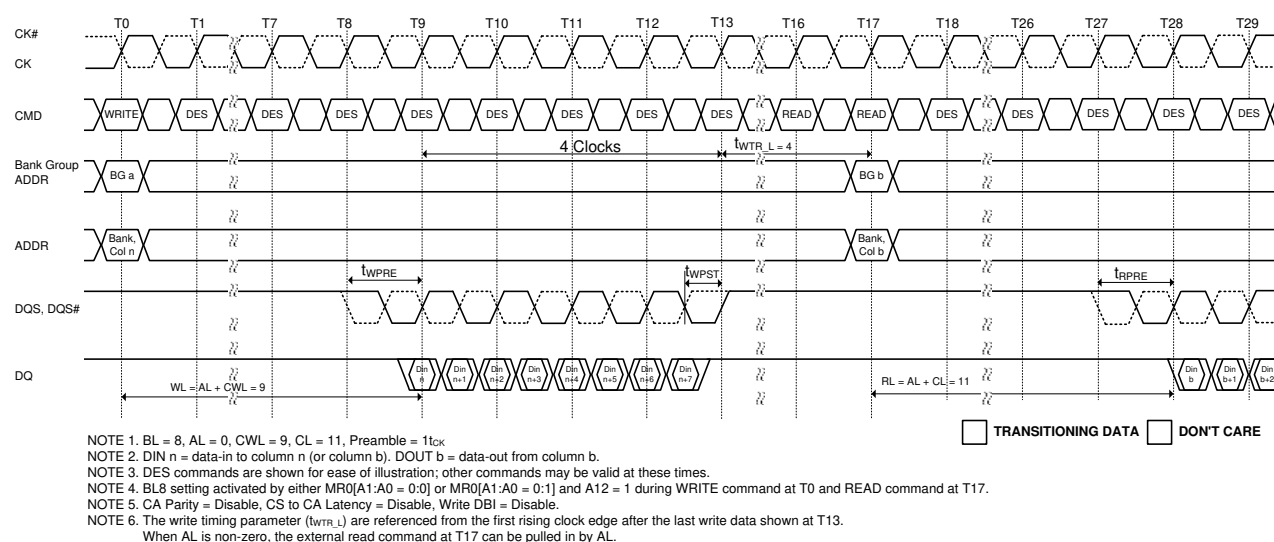 T0 T1 T7 T8 T9 T10 T11 T12 T13 T16 T17 T18 T26 T27 T28 T29
CK#
CK
CMD WRITE DES DES DES DES DES DES DES DES READ READ DES DES DES DES DES
4 Clocks tWTR_L = 4
Bank Group
ADDR
BG a BG b
ADDR
Bank,
Col n
Bank,
Col b
tWPRE tWPST tRPRE
DQS, DQS#
DQ
Din
n
Din
n+1
Din
n+2
Din
n+3
Din
n+4
Din
n+5
Din
n+6
Din
n+7
Din
b
Din
b+1
Din
b+2
WL = AL + CWL = 9 RL = AL + CL = 11
TRANSITIONING DATA DON'T CARE
NOTE 1. BL = 8, AL = 0, CWL = 9, CL = 11, Preamble = 1tCK
NOTE 2. DIN n = data-in to column n (or column b). DOUT b = data-out from column b.
NOTE 3. DES commands are shown for ease of illustration; other commands may be valid at these times.
NOTE 4. BL8 setting activated by either MR0[A1:A0 = 0:0] or MR0[A1:A0 = 0:1] and A12 = 1 during WRITE command at T0 and READ command at T17.
NOTE 5. CA Parity = Disable, CS to CA Latency = Disable, Write DBI = Disable.
NOTE 6. The write timing parameter (tWTR_L) are referenced from the first rising clock edge after the last write data shown at T13.
When AL is non-zero, the external read command at T17 can be pulled in by AL.